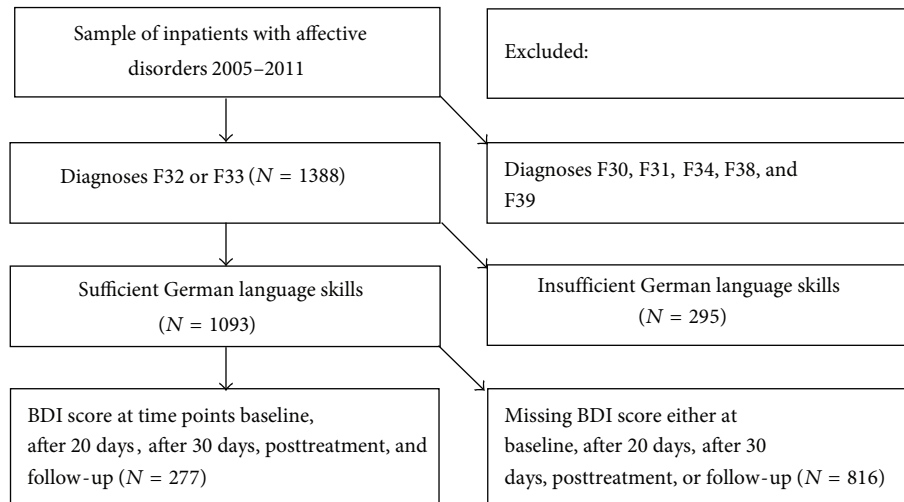 Sample of inpatients with affective
disorders 2005–2011
Excluded:
Diagnoses F32 or F33 (N = 1388)
Diagnoses F30, F31, F34, F38, and
F39
Sufficient German language skills
(N = 1093)
Insufficient German language skills
(N = 295)
BDI score at time points baseline,
after 20 days, after 30 days, posttreatment, and
follow-up (N = 277)
Missing BDI score either at
baseline, after 20 days, after 30
days, posttreatment, or follow-up (N = 816)